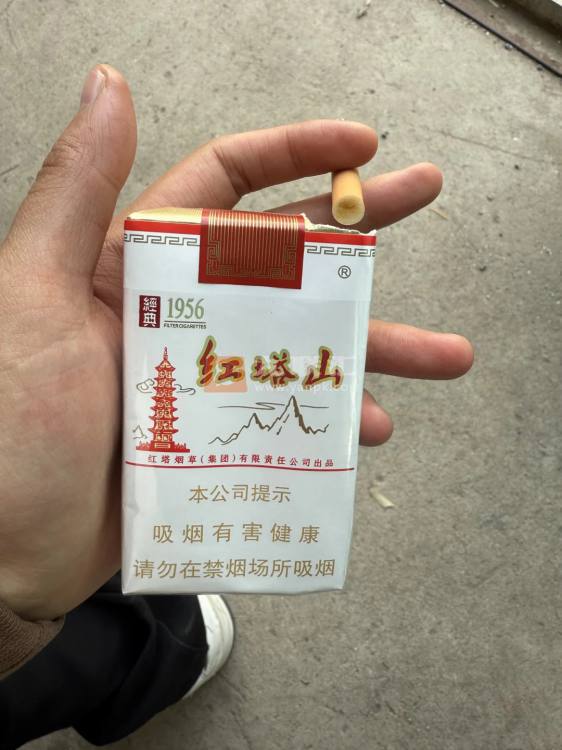 ®
經典 1956
FILTER CIGARETTES
红塔山
红塔烟草(集团)有限责任公司出品
本公司提示
吸烟有害健康
请勿在禁烟场所吸烟